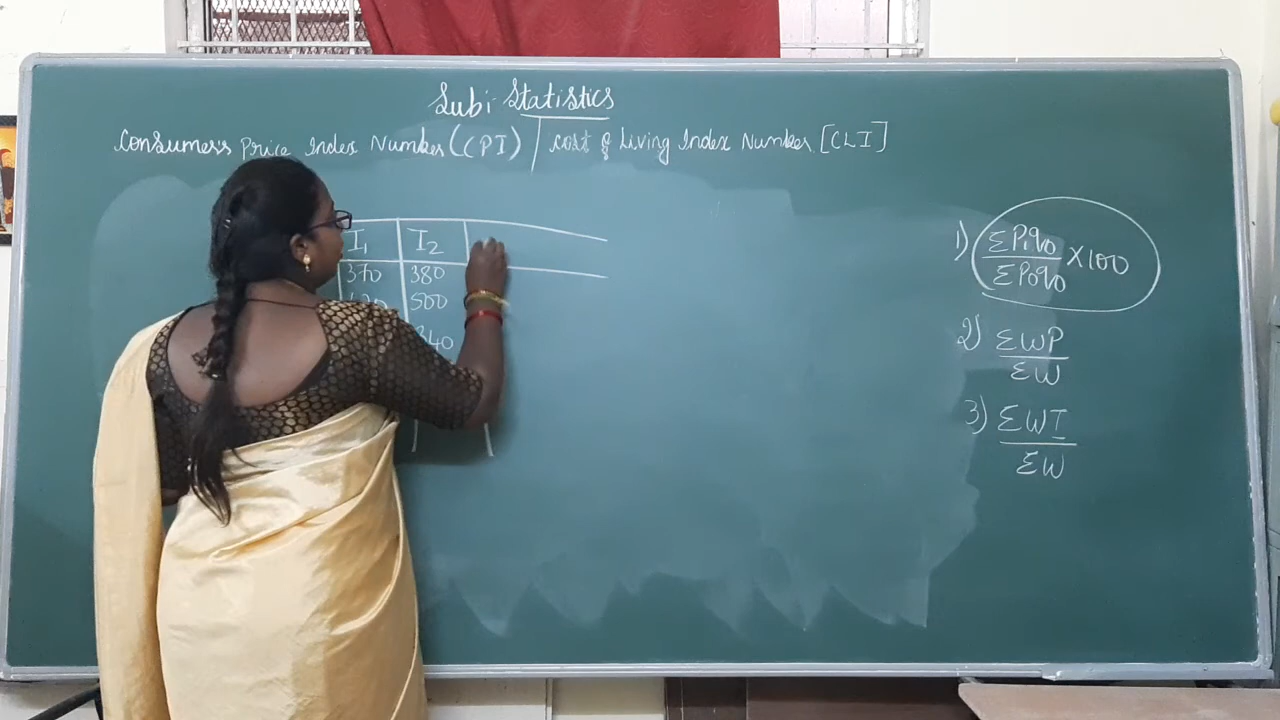 Subi Statistics
Consumers Price Index Number (CPI) | Cost of Living Index Number [CLI]
I₁ I₂
370 380
500
340
1) ΣP₁q₀ / ΣP₀q₀ ×100
2) ΣWP / ΣW
3) ΣWI / ΣW